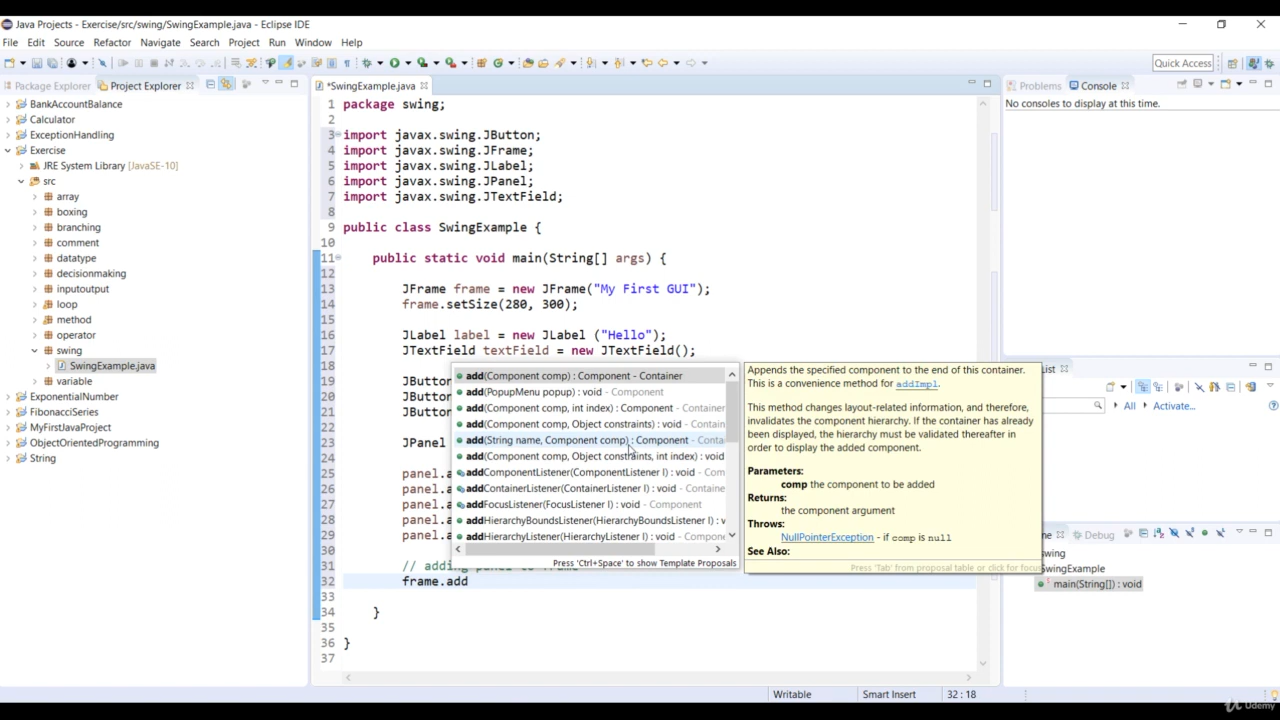 Java Projects - Exercise/src/swing/SwingExample.java - Eclipse IDE
File Edit Source Refactor Navigate Search Project Run Window Help
Quick Access
Package Explorer Project Explorer
*SwingExample.java
Problems Console
No consoles to display at this time.
BankAccountBalance
Calculator
ExceptionHandling
Exercise
JRE System Library [JavaSE-10]
src
array
boxing
branching
comment
datatype
decisionmaking
inputoutput
loop
method
operator
swing
SwingExample.java
variable
ExponentialNumber
FibonacciSeries
MyFirstJavaProject
ObjectOrientedProgramming
String
1 package swing;
2
3 import javax.swing.JButton;
4 import javax.swing.JFrame;
5 import javax.swing.JLabel;
6 import javax.swing.JPanel;
7 import javax.swing.JTextField;
8
9 public class SwingExample {
10
11 public static void main(String[] args) {
12
13 JFrame frame = new JFrame("My First GUI");
14 frame.setSize(280, 300);
15
16 JLabel label = new JLabel ("Hello");
17 JTextField textField = new JTextField();
18
19 JButton
20 JButton
21 JButton
22
23 JPanel
24
25 panel.a
26 panel.a
27 panel.a
28 panel.a
29 panel.a
30
31 // adding panel to frame
32 frame.add
33
34 }
35
36 }
37
add(Component comp) : Component - Container
add(PopupMenu popup) : void - Component
add(Component comp, int index) : Component - Container
add(Component comp, Object constraints) : void - Container
add(String name, Component comp) : Component - Conta
add(Component comp, Object constraints, int index) : void
addComponentListener(ComponentListener l) : void - Com
addContainerListener(ContainerListener l) : void - Containe
addFocusListener(FocusListener l) : void - Component
addHierarchyBoundsListener(HierarchyBoundsListener l) : v
addHierarchyListener(HierarchyListener l) : void - Compone
Press 'Ctrl+Space' to show Template Proposals
Appends the specified component to the end of this container.
This is a convenience method for addImpl.
This method changes layout-related information, and therefore,
invalidates the component hierarchy. If the container has already
been displayed, the hierarchy must be validated thereafter in
order to display the added component.
Parameters:
comp the component to be added
Returns:
the component argument
Throws:
NullPointerException - if comp is null
See Also:
Press 'Tab' from proposal table or click for focus
List
All Activate...
ne Debug
swing
SwingExample
main(String[]) : void
Writable Smart Insert 32 : 18
Udemy